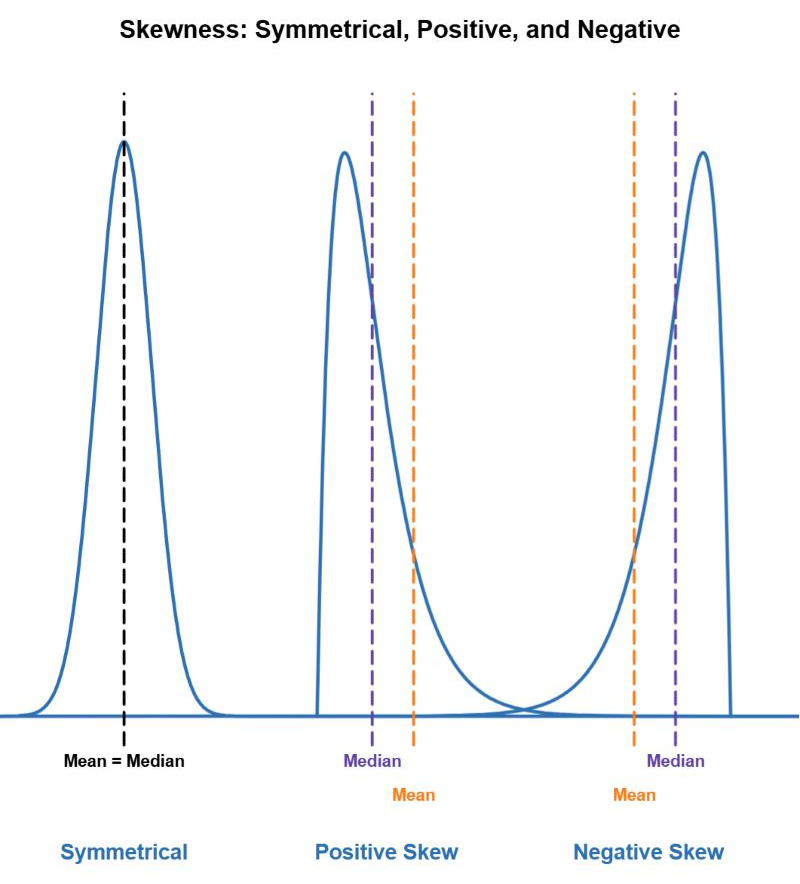 Skewness: Symmetrical, Positive, and Negative
Mean = Median
Median
Median
Mean
Mean
Symmetrical
Positive Skew
Negative Skew